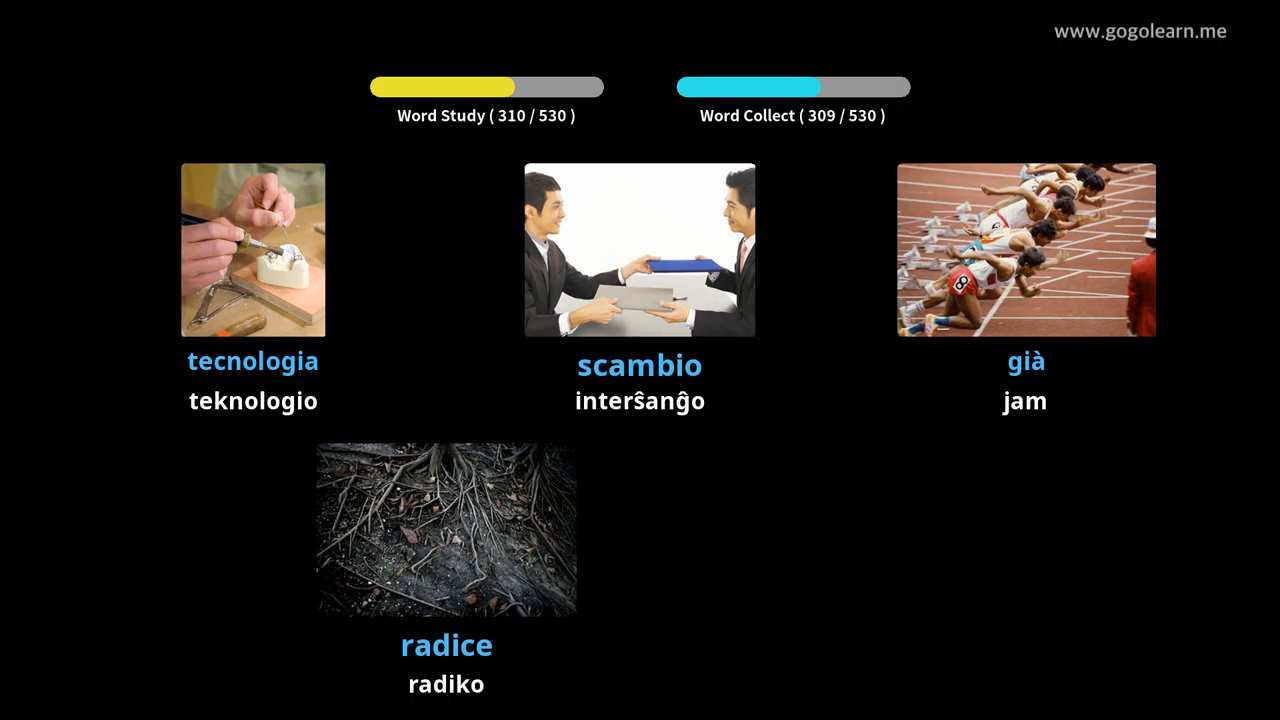 www.gogolearn.me
Word Study ( 310 / 530 )
Word Collect ( 309 / 530 )
tecnologia
teknologio
scambio
interŝanĝo
già
jam
radice
radiko